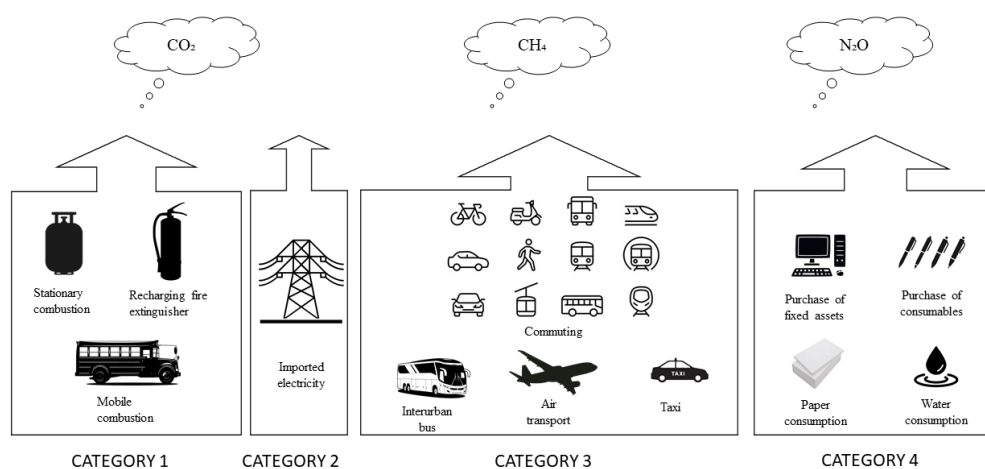 CO₂
CH₄
N₂O
Stationary
combustion
Recharging fire
extinguisher
Mobile
combustion
Imported
electricity
Commuting
Interurban
bus
Air
transport
TAXI
Taxi
Purchase of
fixed assets
Purchase of
consumables
Paper
consumption
Water
consumption
CATEGORY 1
CATEGORY 2
CATEGORY 3
CATEGORY 4